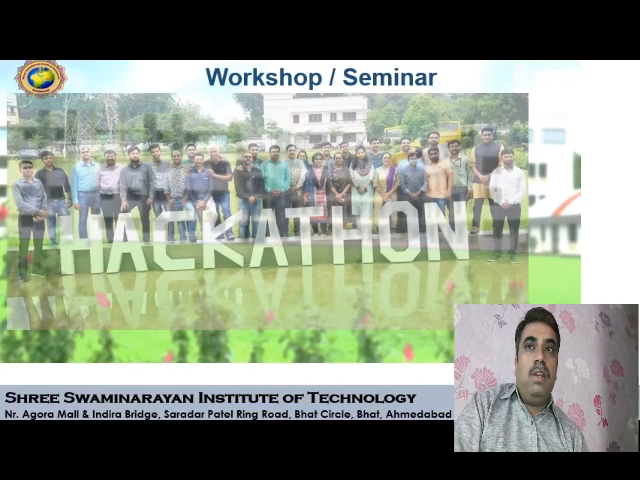 Workshop / Seminar
HACKATHON
SHREE SWAMINARAYAN INSTITUTE OF TECHNOLOGY
Nr. Agora Mall & Indira Bridge, Saradar Patel Ring Road, Bhat Circle, Bhat, Ahmedabad